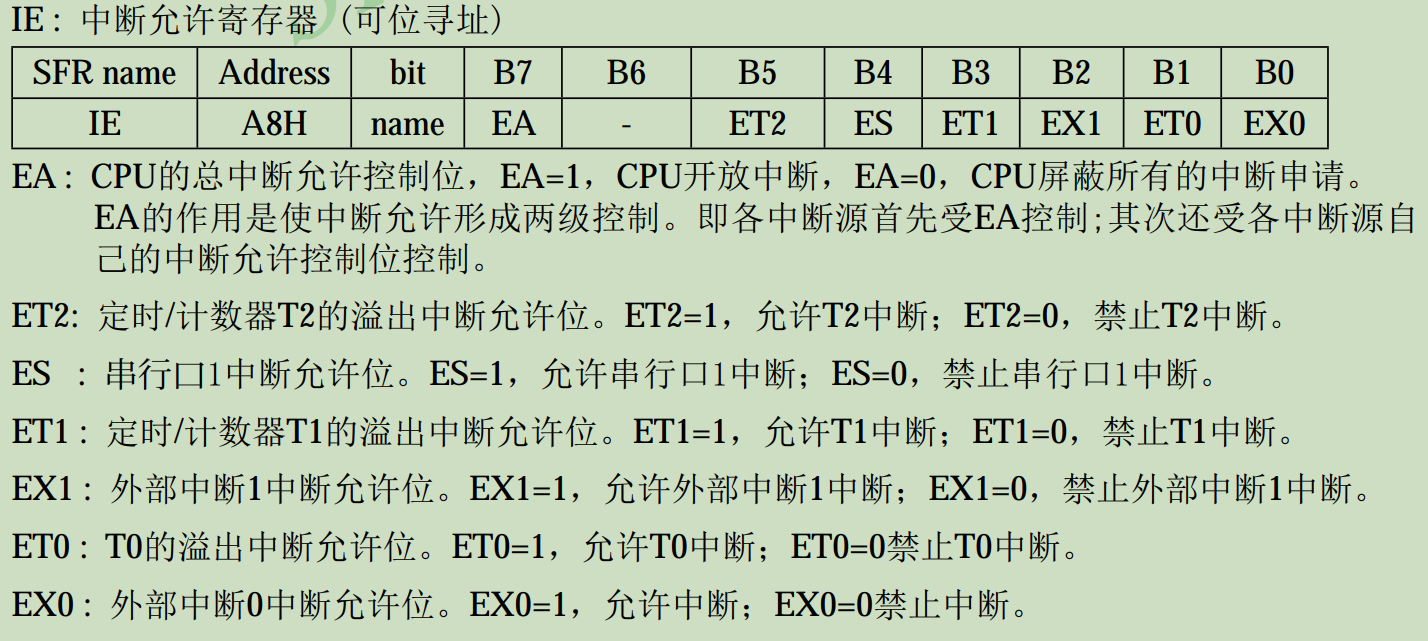 IE: 中断允许寄存器 (可位寻址)
SFR name Address bit B7 B6 B5 B4 B3 B2 B1 B0
IE A8H name EA - ET2 ES ET1 EX1 ET0 EX0
EA: CPU的总中断允许控制位，EA=1，CPU开放中断，EA=0，CPU屏蔽所有的中断申请。
EA的作用是使中断允许形成两级控制。即各中断源首先受EA控制;其次还受各中断源自
己的中断允许控制位控制。
ET2: 定时/计数器T2的溢出中断允许位。ET2=1，允许T2中断；ET2=0，禁止T2中断。
ES : 串行口1中断允许位。ES=1，允许串行口1中断；ES=0，禁止串行口1中断。
ET1: 定时/计数器T1的溢出中断允许位。ET1=1，允许T1中断；ET1=0，禁止T1中断。
EX1: 外部中断1中断允许位。EX1=1，允许外部中断1中断；EX1=0，禁止外部中断1中断。
ET0: T0的溢出中断允许位。ET0=1，允许T0中断；ET0=0禁止T0中断。
EX0: 外部中断0中断允许位。EX0=1，允许中断；EX0=0禁止中断。